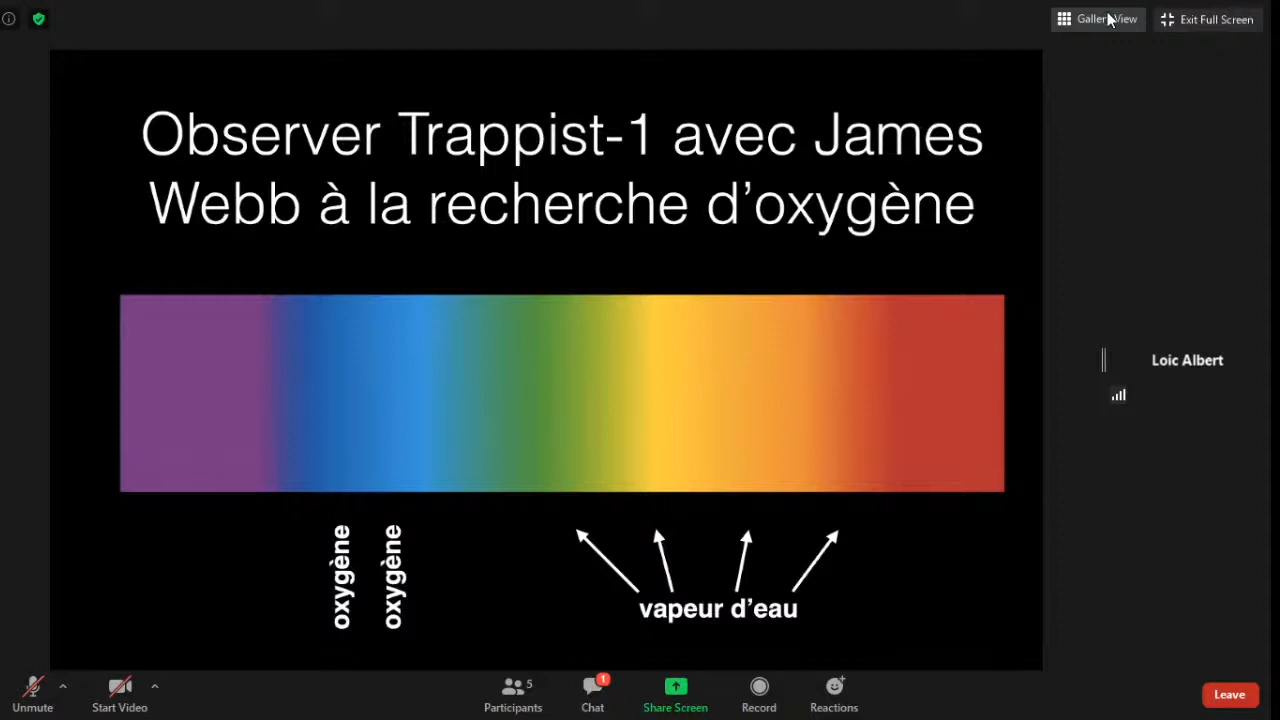 Gallery View
Exit Full Screen
Observer Trappist-1 avec James
Webb à la recherche d’oxygène
Loic Albert
oxygène
oxygène
vapeur d’eau
5
1
Unmute
Start Video
Participants
Chat
Share Screen
Record
Reactions
Leave